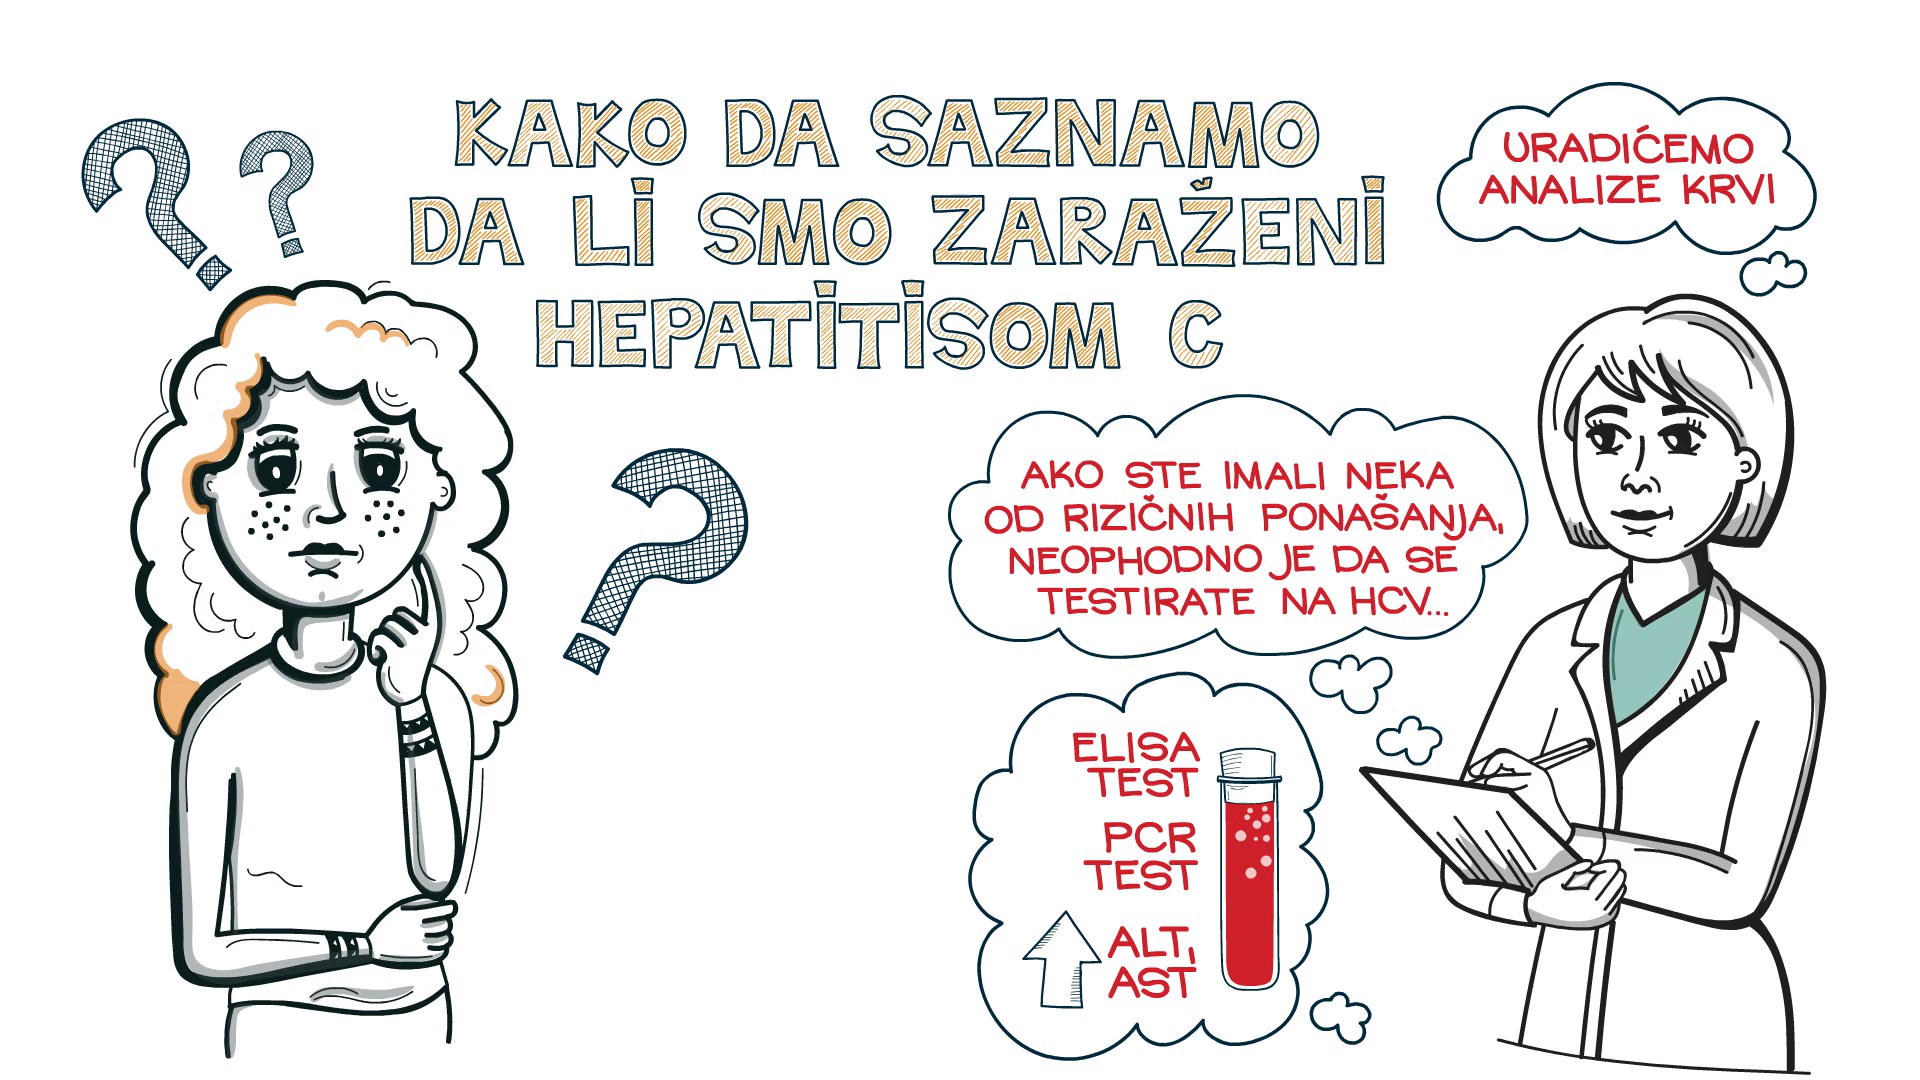 KAKO DA SAZNAMO
DA LI SMO ZARAŽENI
HEPATITISOM C
URADIĆEMO
ANALIZE KRVI
AKO STE IMALI NEKA
OD RIZIČNIH PONAŠANJA,
NEOPHODNO JE DA SE
TESTIRATE NA HCV...
ELISA
TEST
PCR
TEST
ALT,
AST